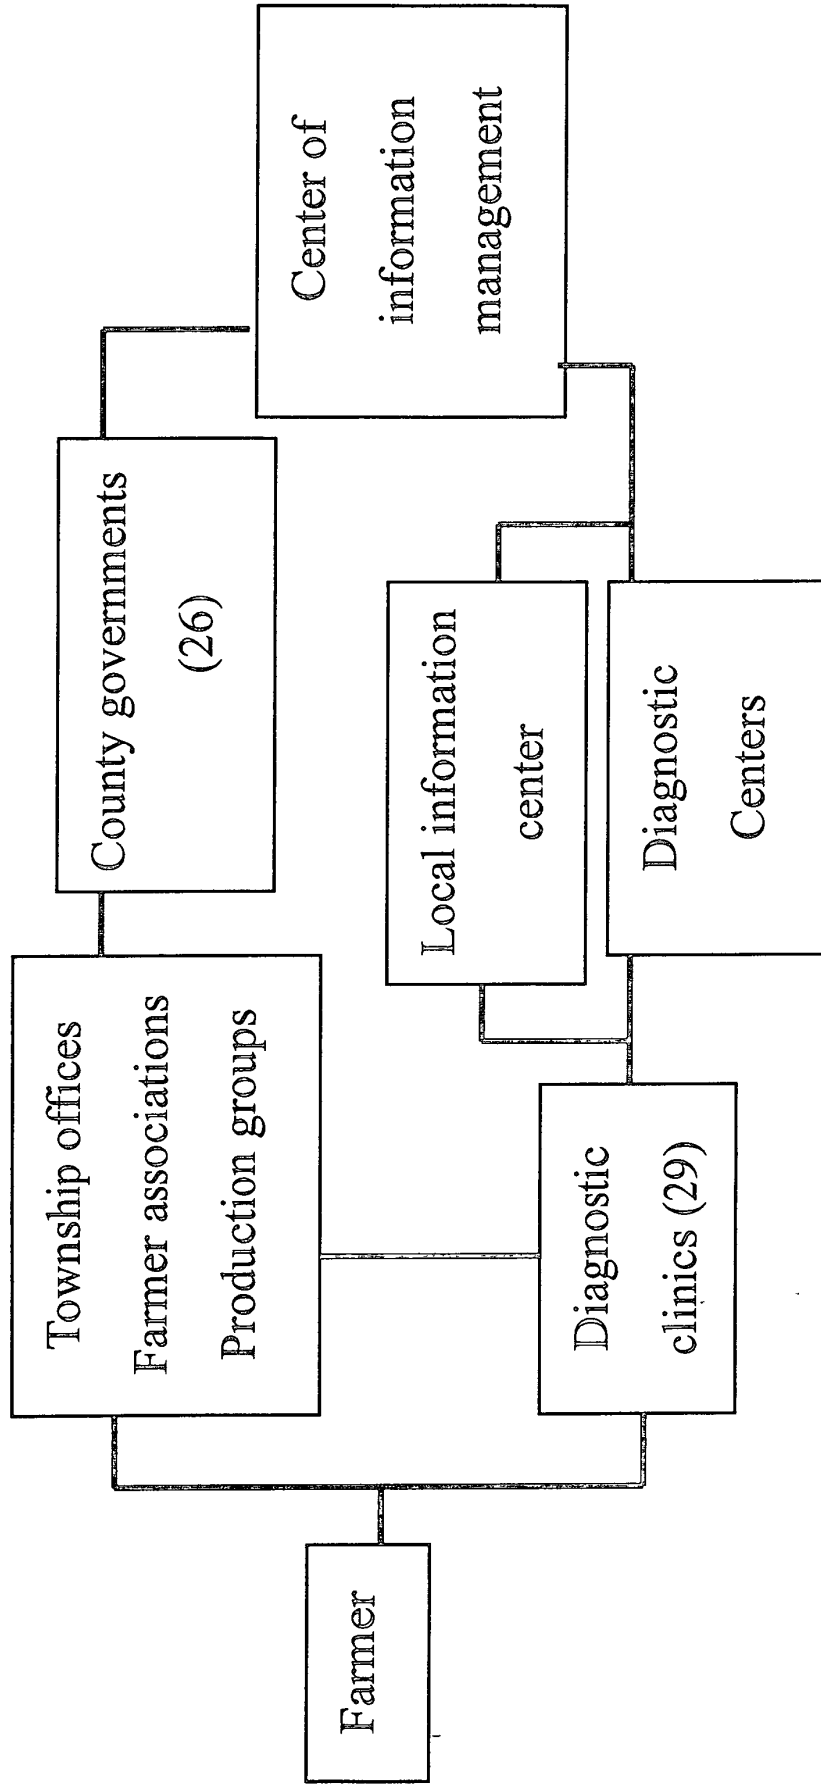 Farmer
Township offices
Farmer associations
Production groups
Diagnostic
clinics (29)
County governments
(26)
Local information
center
Diagnostic
Centers
Center of
information
management